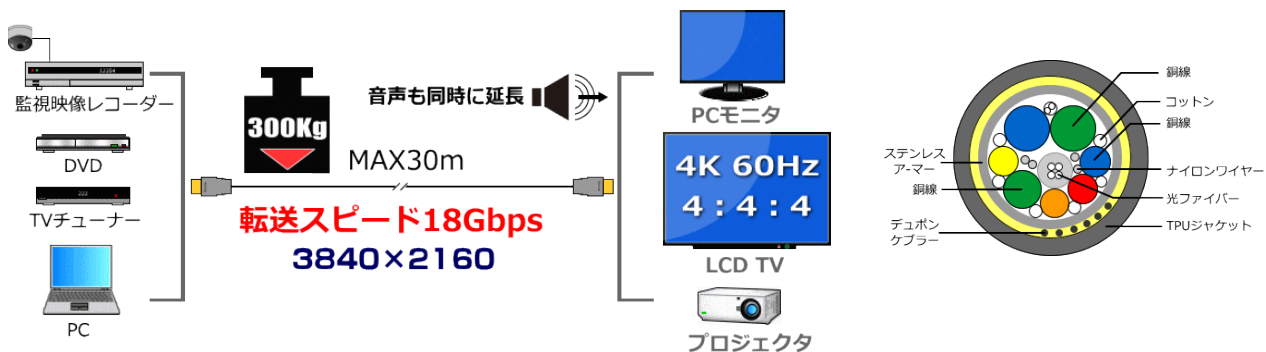 監視映像レコーダー
DVD
TVチューナー
222
PC
300Kg
音声も同時に延長
MAX30m
転送スピード18Gbps
3840×2160
PCモニタ
4K 60Hz
4:4:4
LCD TV
プロジェクタ
銅線
コットン
銅線
ステンレス
アーマー
ナイロンワイヤー
銅線
光ファイバー
デュポン
ケブラー
TPUジャケット